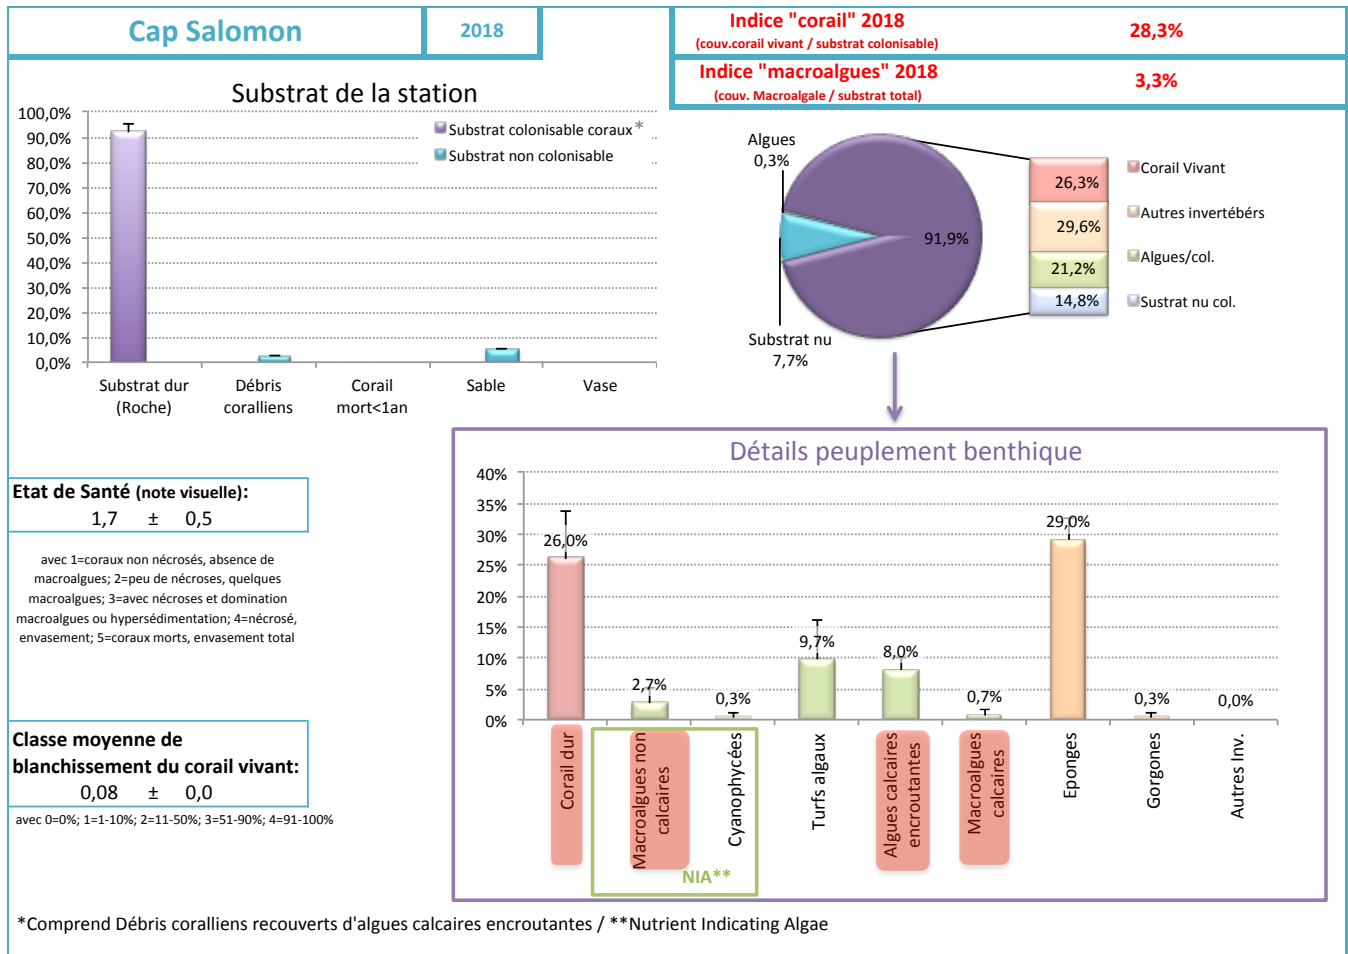 Cap Salomon
2018
Indice "corail" 2018
(couv.corail vivant / substrat colonisable)
28,3%
Indice "macroalgues" 2018
(couv. Macroalgale / substrat total)
3,3%
Substrat de la station
100,0%
90,0%
80,0%
70,0%
60,0%
50,0%
40,0%
30,0%
20,0%
10,0%
0,0%
Substrat colonisable coraux*
Substrat non colonisable
Substrat dur
(Roche)
Débris
coralliens
Corail
mort<1an
Sable
Vase
Algues
0,3%
91,9%
Substrat nu
7,7%
26,3%
29,6%
21,2%
14,8%
Corail Vivant
Autres invertébérs
Algues/col.
Sustrat nu col.
Etat de Santé (note visuelle):
1,7 ± 0,5
avec 1=coraux non nécrosés, absence de
macroalgues; 2=peu de nécroses, quelques
macroalgues; 3=avec nécroses et domination
macroalgues ou hypersédimentation; 4=nécrosé,
envasement; 5=coraux morts, envasement total
Classe moyenne de
blanchissement du corail vivant:
0,08 ± 0,0
avec 0=0%; 1=1-10%; 2=11-50%; 3=51-90%; 4=91-100%
Détails peuplement benthique
40%
35%
30%
25%
20%
15%
10%
5%
0%
26,0%
2,7%
0,3%
9,7%
8,0%
0,7%
29,0%
0,3%
0,0%
Corail dur
Macroalgues non
calcaires
Cyanophycées
Turfs algaux
Algues calcaires
encroutantes
Macroalgues
calcaires
Eponges
Gorgones
Autres Inv.
NIA**
*Comprend Débris coralliens recouverts d'algues calcaires encroutantes / **Nutrient Indicating Algae